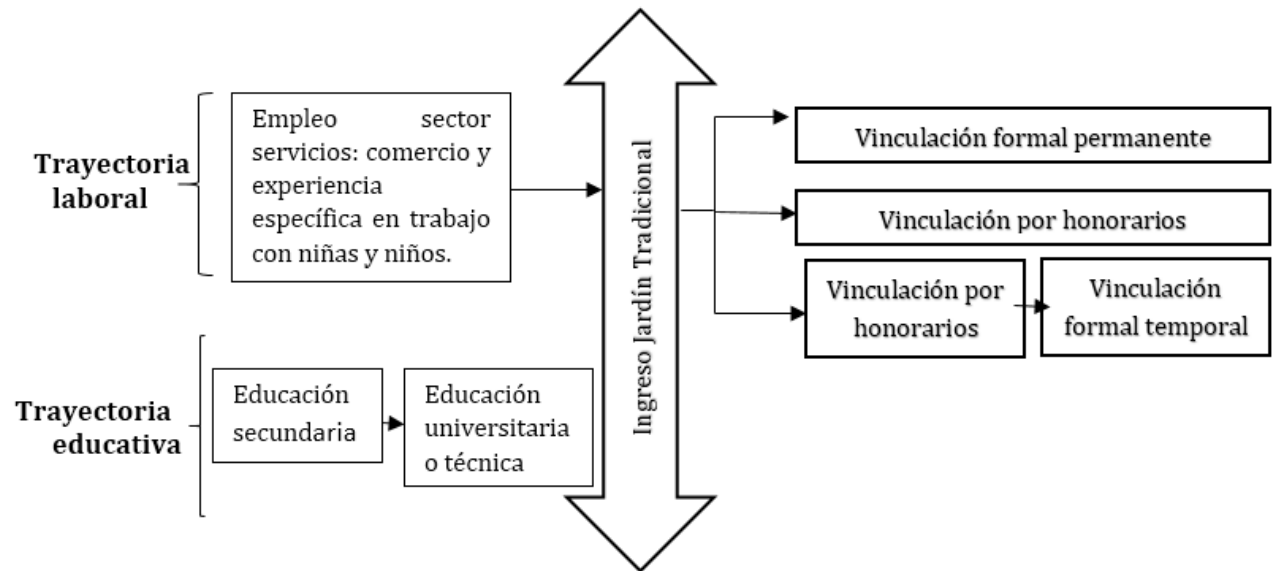 Trayectoria
laboral
Empleo sector
servicios: comercio y
experiencia
específica en trabajo
con niñas y niños.
Trayectoria
educativa
Educación
secundaria
Educación
universitaria
o técnica
Ingreso Jardín Tradicional
Vinculación formal permanente
Vinculación por honorarios
Vinculación por
honorarios
Vinculación
formal temporal